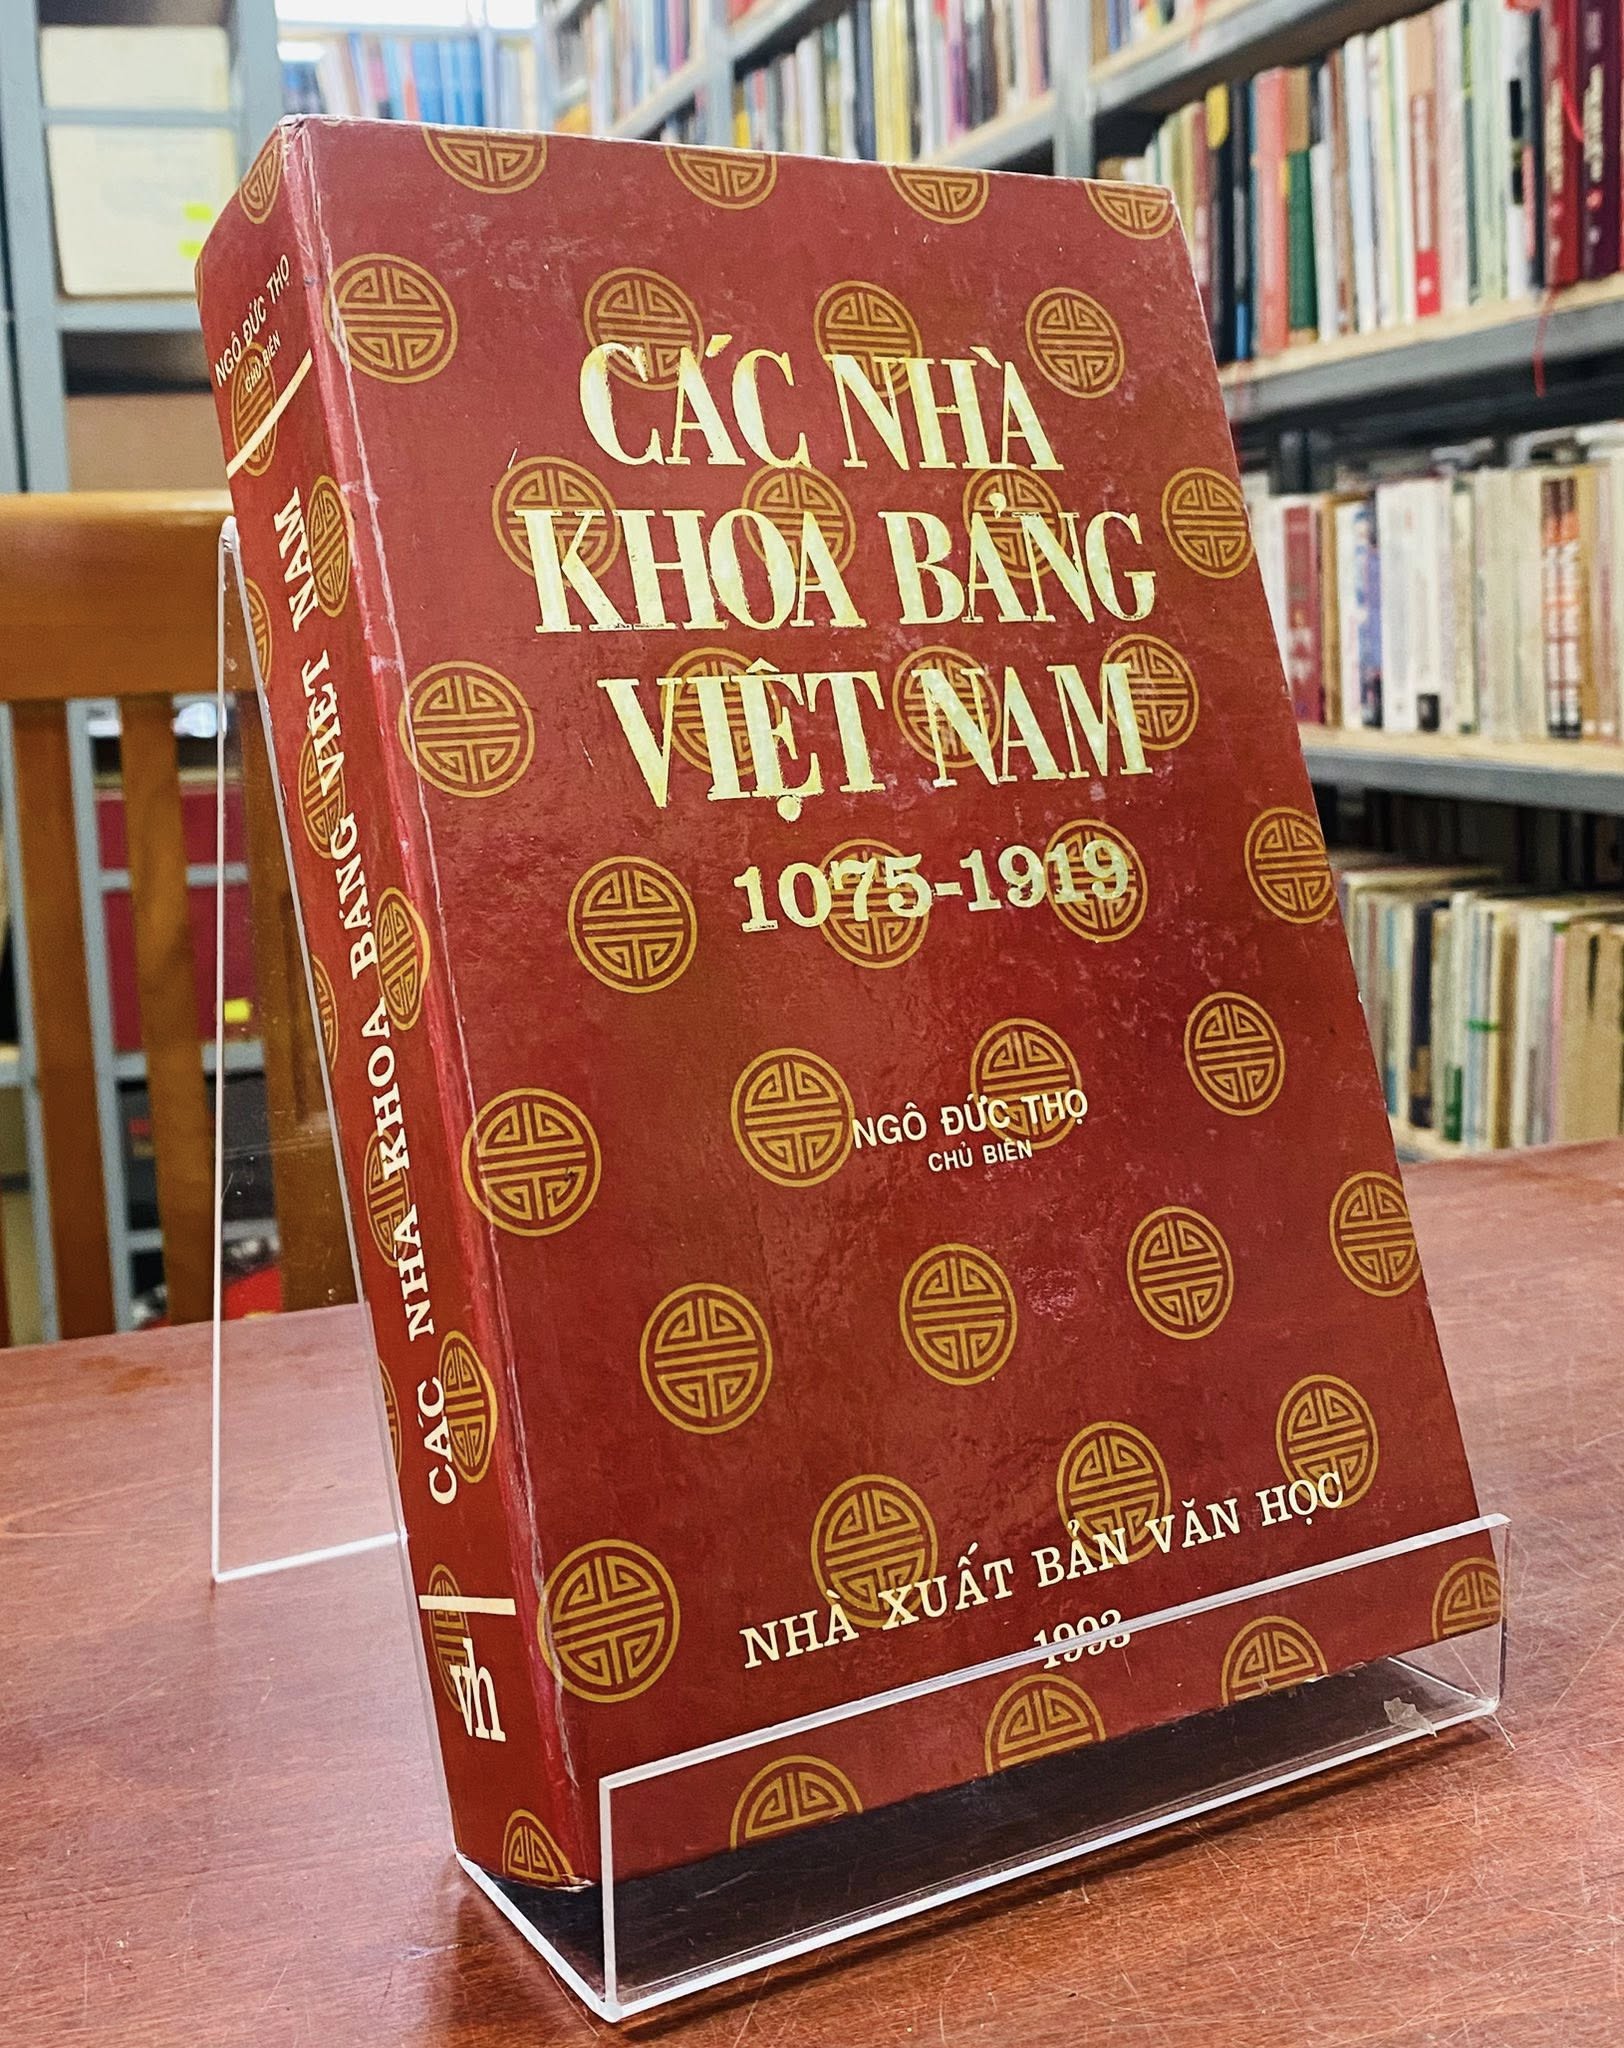 CÁC NHÀ
KHOA BẢNG
VIỆT NAM
1075-1919
NGÔ ĐỨC THỌ
CHỦ BIÊN
NHÀ XUẤT BẢN VĂN HỌC
1993
NGÔ ĐỨC THỌ
CHỦ BIÊN
CÁC NHÀ KHOA BẢNG VIỆT NAM
vh